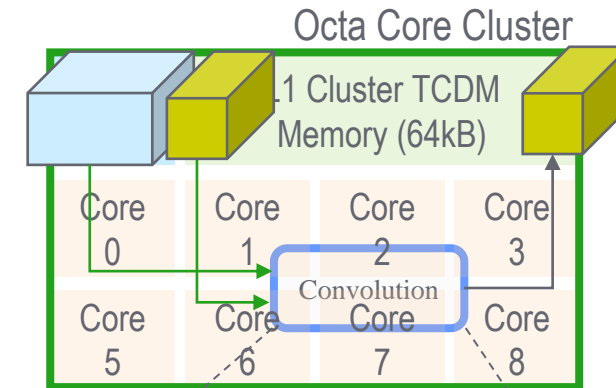 Octa Core Cluster
L1 Cluster TCDM
Memory (64kB)
Core
0
Core
1
Core
2
Core
3
Convolution
Core
5
Core
6
Core
7
Core
8